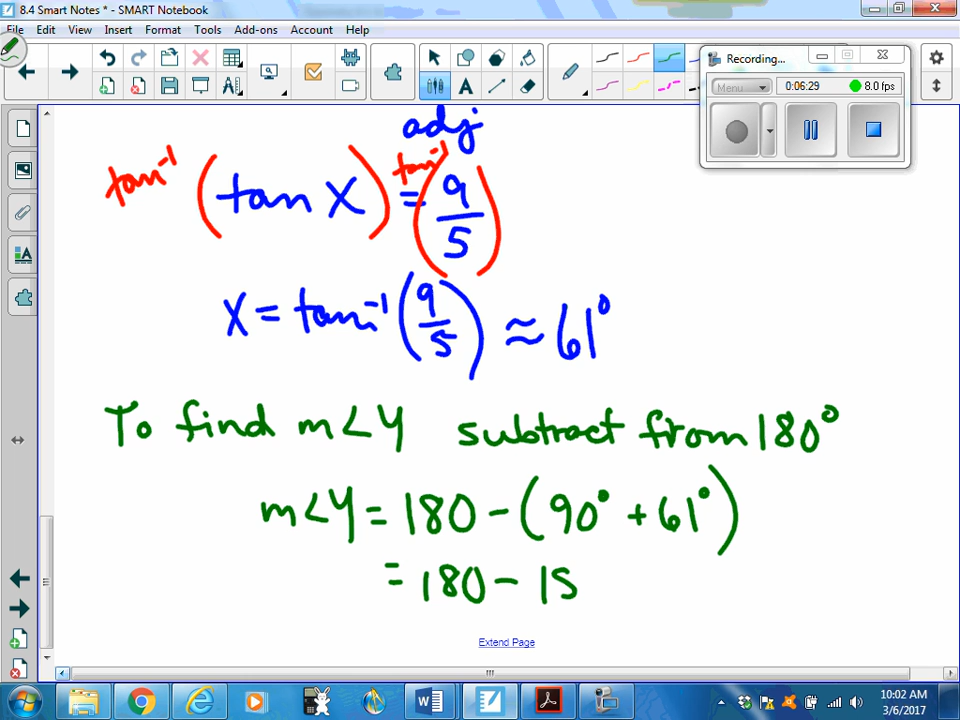 8.4 Smart Notes * - SMART Notebook
File Edit View Insert Format Tools Add-ons Account Help
Recording...
Menu 0:06:29 8.0 fps
adj
tan⁻¹ (tan X) = tan⁻¹ (9/5)
X = tan⁻¹ (9/5) ≈ 61°
To find m∠Y subtract from 180°
m∠Y = 180 - (90° + 61°)
= 180 - 15
Extend Page
10:02 AM
3/6/2017